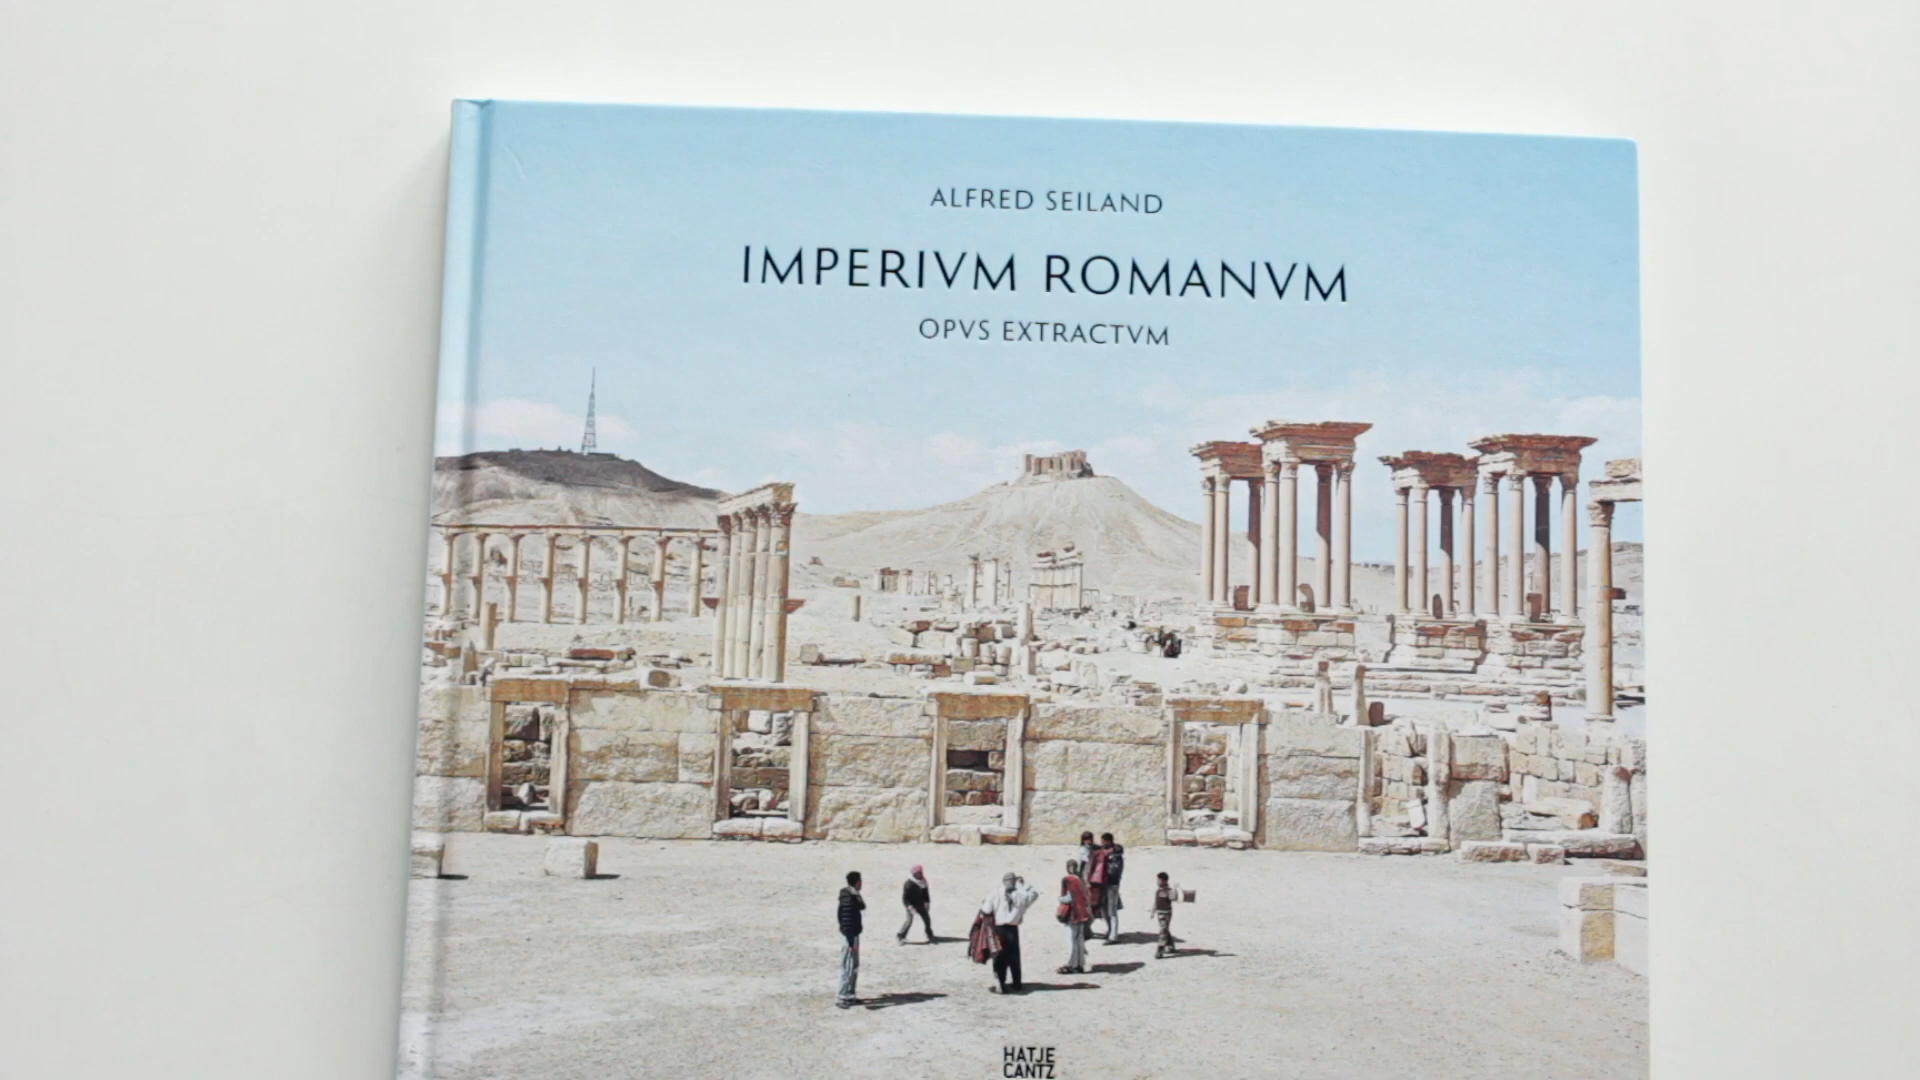 ALFRED SEILAND
IMPERIVM ROMANVM
OPVS EXTRACTVM
HATJE
CANTZ